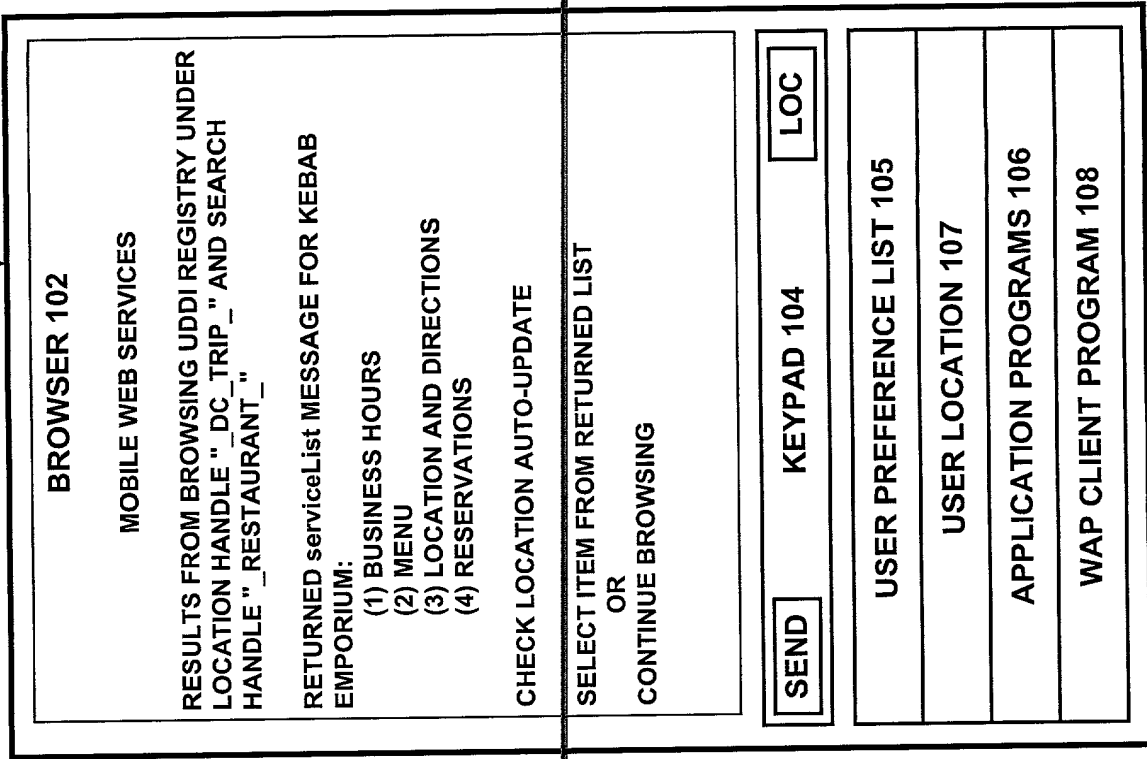 BROWSER 102
MOBILE WEB SERVICES
RESULTS FROM BROWSING UDDI REGISTRY UNDER
LOCATION HANDLE "_DC_TRIP_" AND SEARCH
HANDLE "_RESTAURANT_"
RETURNED serviceList MESSAGE FOR KEBAB
EMPORIUM:
(1) BUSINESS HOURS
(2) MENU
(3) LOCATION AND DIRECTIONS
(4) RESERVATIONS
CHECK LOCATION AUTO-UPDATE
SELECT ITEM FROM RETURNED LIST
OR
CONTINUE BROWSING
SEND KEYPAD 104 LOC
USER PREFERENCE LIST 105
USER LOCATION 107
APPLICATION PROGRAMS 106
WAP CLIENT PROGRAM 108